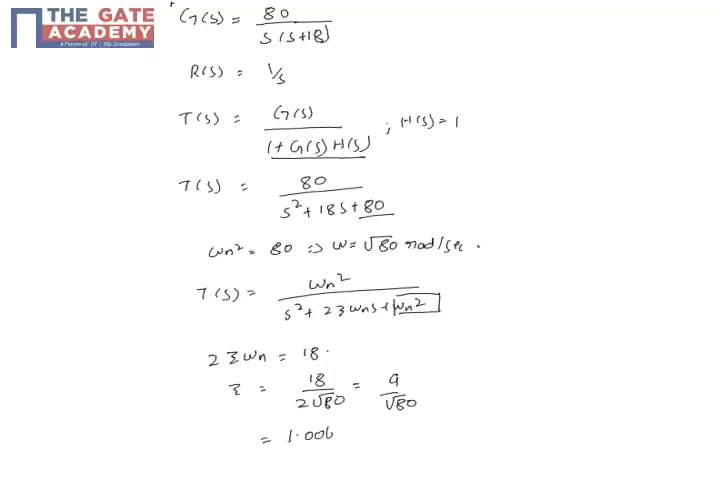 THE GATE ACADEMY
A Forum of IIT / IISc Graduates
G(s) = 80 / s(s+18)
R(s) = 1/s
T(s) = G(s) / 1+G(s)H(s) ; H(s) = 1
T(s) = 80 / s²+18s+80
ωn² = 80 => ω = √80 rad/sec.
T(s) = ωn² / s²+2ξωns+ωn²
2ξωn = 18.
ξ = 18 / 2√80 = 9 / √80
= 1.006